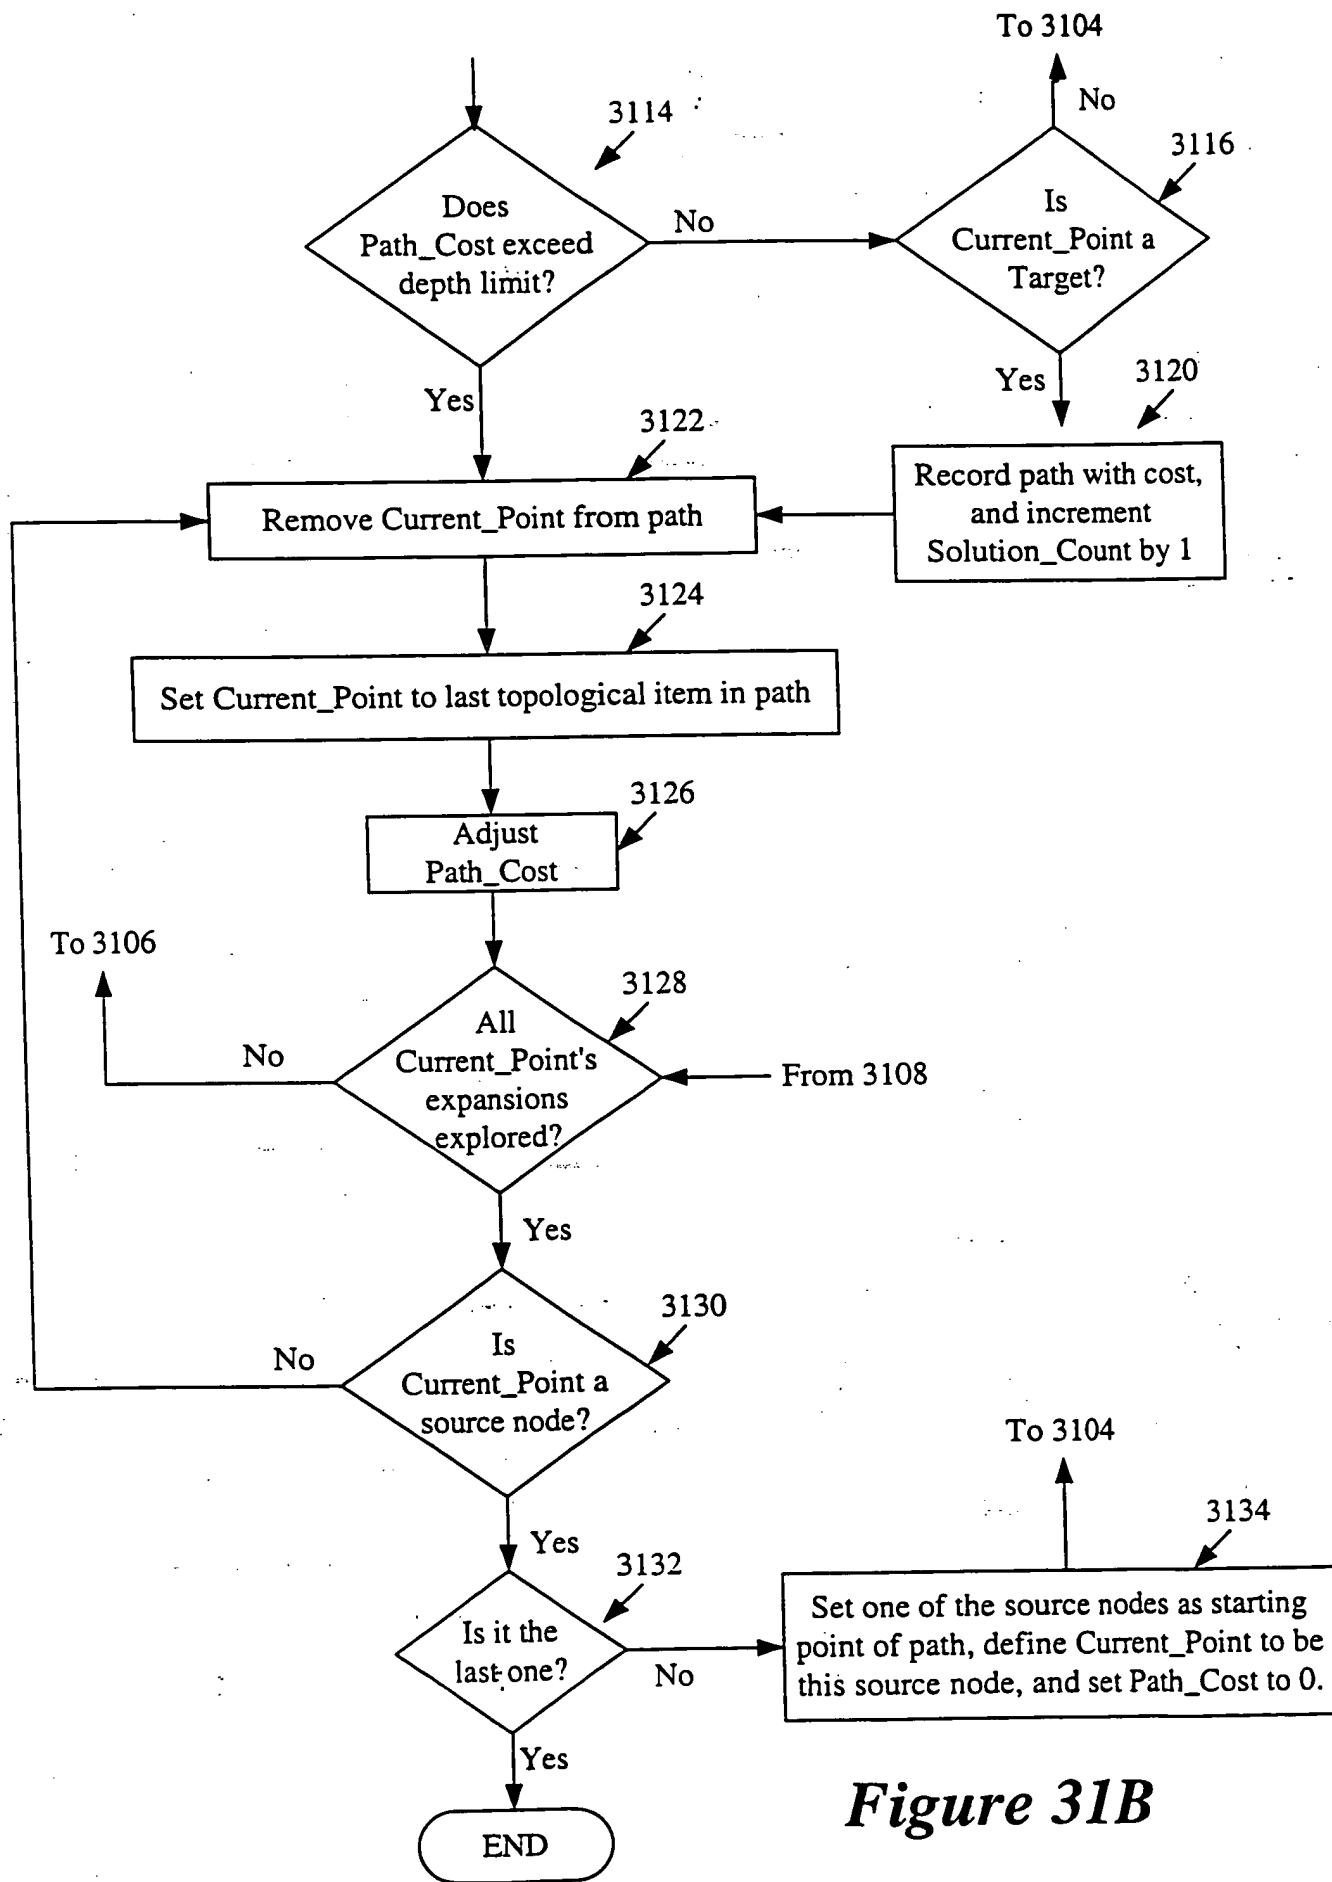 To 3104
No
3114
3116
Does
Path_Cost exceed
depth limit?
No
Is
Current_Point a
Target?
Yes
Yes
3120
3122
Record path with cost,
and increment
Solution_Count by 1
Remove Current_Point from path
3124
Set Current_Point to last topological item in path
3126
Adjust
Path_Cost
To 3106
3128
All
Current_Point's
expansions
explored?
No
From 3108
Yes
3130
Is
Current_Point a
source node?
No
To 3104
Yes
3134
3132
Is it the
last one?
No
Set one of the source nodes as starting
point of path, define Current_Point to be
this source node, and set Path_Cost to 0.
Yes
END
Figure 31B